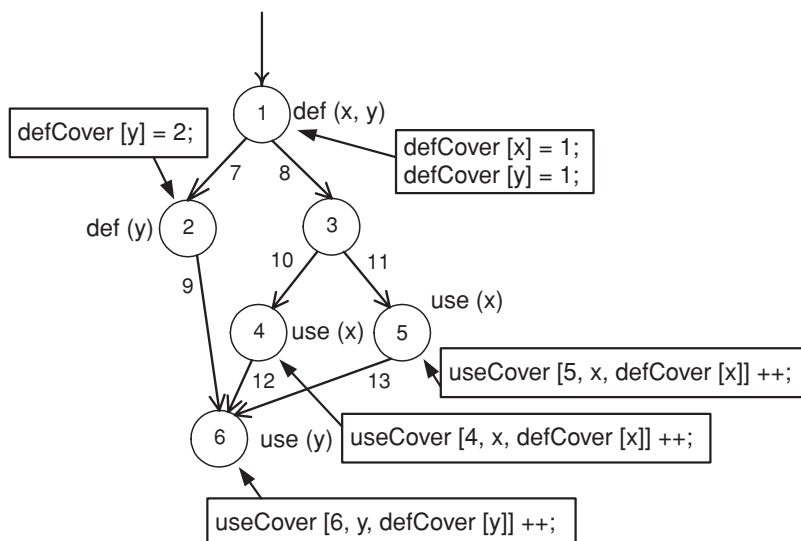 1
def (x, y)
defCover [y] = 2;
defCover [x] = 1;
defCover [y] = 1;
7
8
def (y)
2
3
9
10
11
use (x)
4
use (x)
5
12
13
useCover [5, x, defCover [x]] ++;
6
use (y)
useCover [4, x, defCover [x]] ++;
useCover [6, y, defCover [y]] ++;